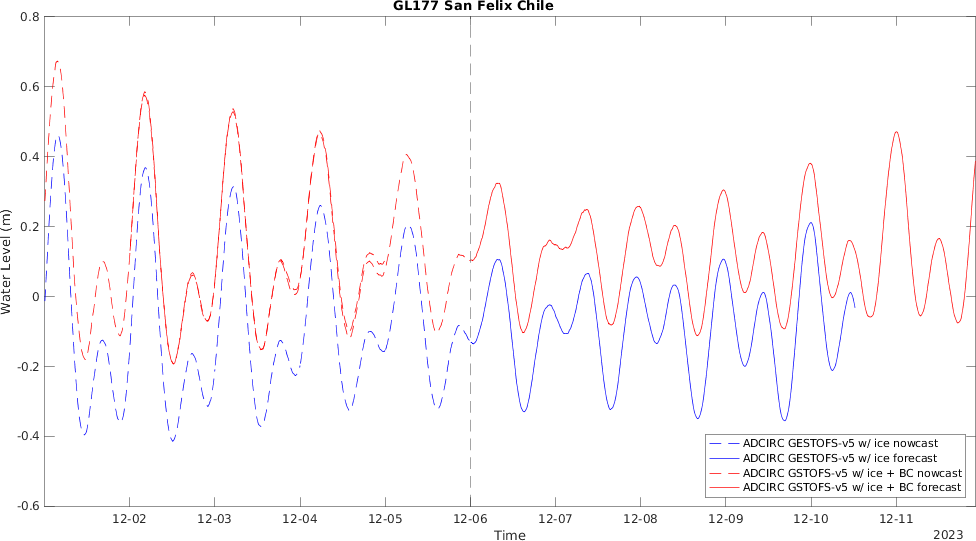 GL177 San Felix Chile
0.8
0.6
0.4
0.2
0
-0.2
-0.4
-0.6
Water Level (m)
ADCIRC GESTOFS-v5 w/ ice nowcast
ADCIRC GESTOFS-v5 w/ ice forecast
ADCIRC GSTOFS-v5 w/ ice + BC nowcast
ADCIRC GSTOFS-v5 w/ ice + BC forecast
12-02 12-03 12-04 12-05 12-06 12-07 12-08 12-09 12-10 12-11
Time
2023